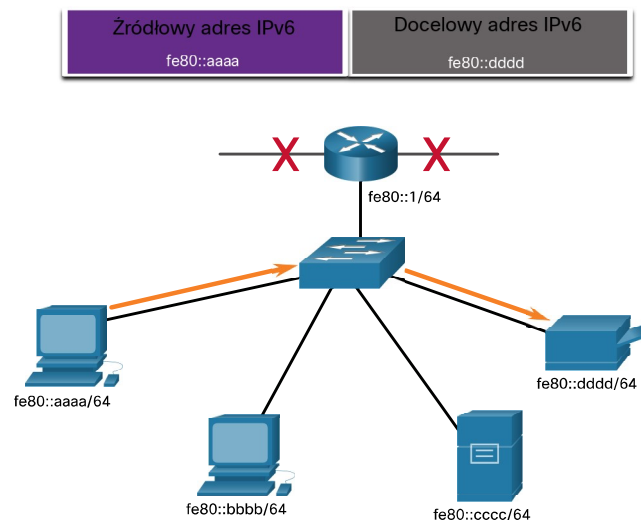 Źródłowy adres IPv6
fe80::aaaa
Docelowy adres IPv6
fe80::dddd
X
X
fe80::1/64
fe80::aaaa/64
fe80::dddd/64
fe80::bbbb/64
fe80::cccc/64